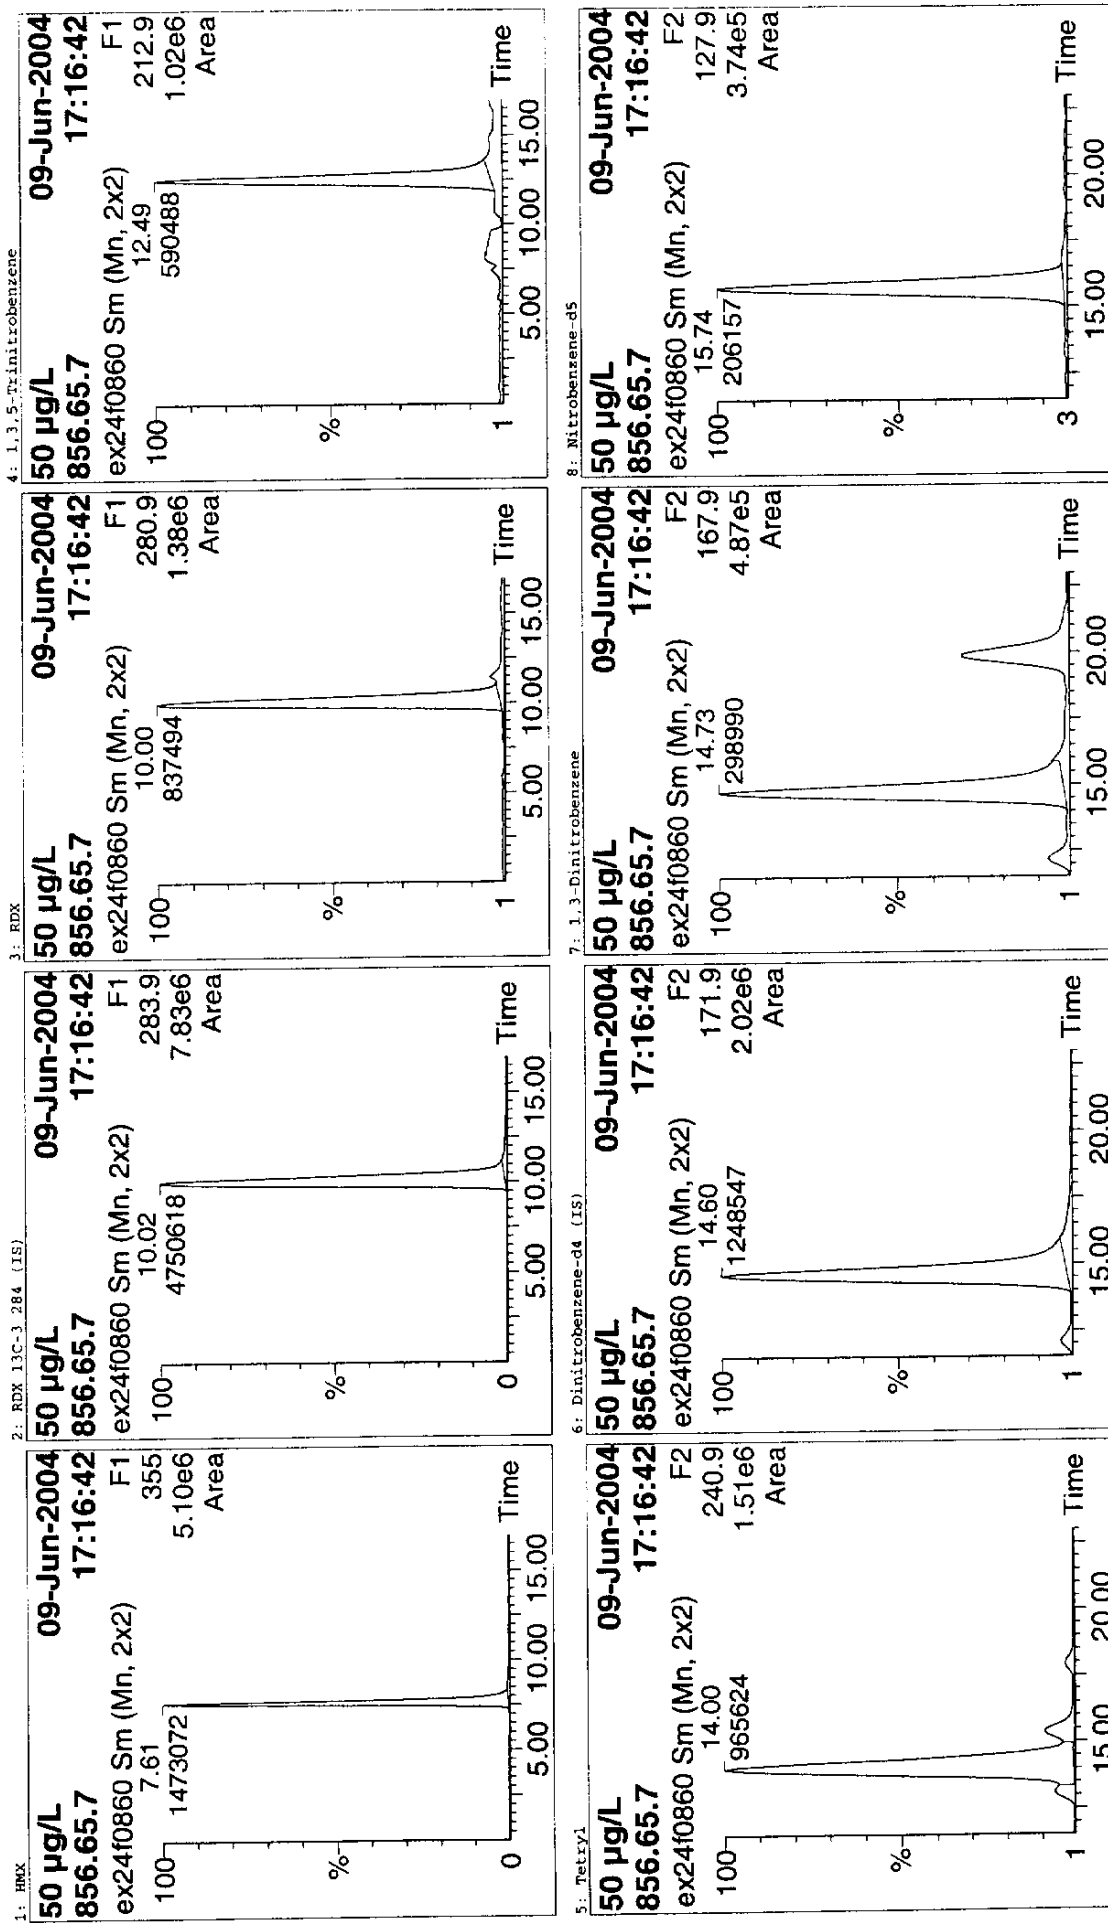 1: HMX
50 µg/L 09-Jun-2004
856.65.7 17:16:42
ex24f0860 Sm (Mn, 2x2) F1
7.61 355
1473072 5.10e6
Area
100
%
0
5.00 10.00 15.00 Time
2: RDX 13C-3 284 (IS)
50 µg/L 09-Jun-2004
856.65.7 17:16:42
ex24f0860 Sm (Mn, 2x2) F1
10.02 283.9
4750618 7.83e6
Area
100
%
0
5.00 10.00 15.00 Time
3: RDX
50 µg/L 09-Jun-2004
856.65.7 17:16:42
ex24f0860 Sm (Mn, 2x2) F1
10.00 280.9
837494 1.38e6
Area
100
%
1
5.00 10.00 15.00 Time
4: 1,3,5-Trinitrobenzene
50 µg/L 09-Jun-2004
856.65.7 17:16:42
ex24f0860 Sm (Mn, 2x2) F1
12.49 212.9
590488 1.02e6
Area
100
%
1
5.00 10.00 15.00 Time
5: Tetryl
50 µg/L 09-Jun-2004
856.65.7 17:16:42
ex24f0860 Sm (Mn, 2x2) F2
14.00 240.9
965624 1.51e6
Area
100
%
1
15.00 20.00 Time
6: Dinitrobenzene-d4 (IS)
50 µg/L 09-Jun-2004
856.65.7 17:16:42
ex24f0860 Sm (Mn, 2x2) F2
14.60 171.9
1248547 2.02e6
Area
100
%
1
15.00 20.00 Time
7: 1,3-Dinitrobenzene
50 µg/L 09-Jun-2004
856.65.7 17:16:42
ex24f0860 Sm (Mn, 2x2) F2
14.73 167.9
298990 4.87e5
Area
100
%
1
15.00 20.00 Time
8: Nitrobenzene-d5
50 µg/L 09-Jun-2004
856.65.7 17:16:42
ex24f0860 Sm (Mn, 2x2) F2
15.74 127.9
206157 3.74e5
Area
100
%
3
15.00 20.00 Time